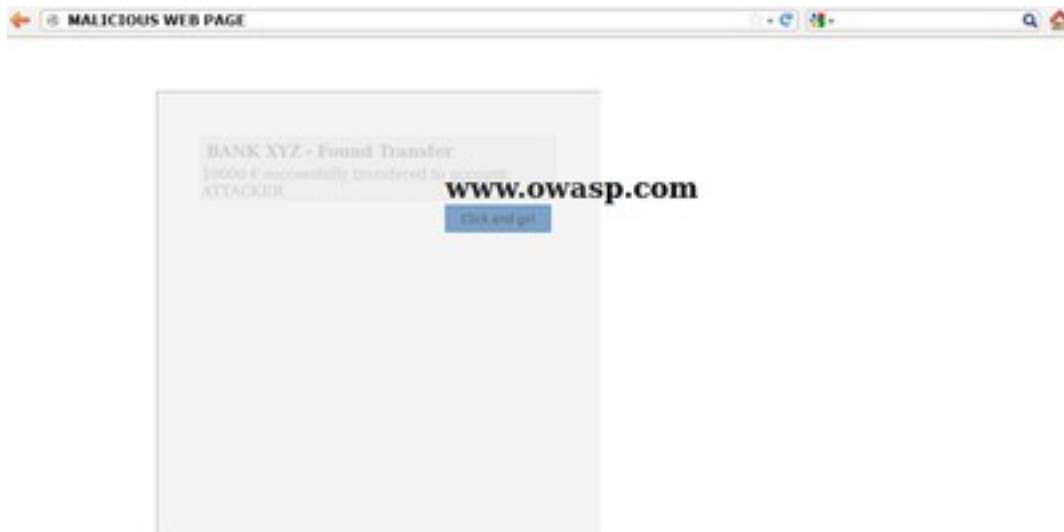 MALICIOUS WEB PAGE
BANK XYZ - Found Transfer
10000 € successfully transfered to account:
ATTACKER
www.owasp.com
Click and go!